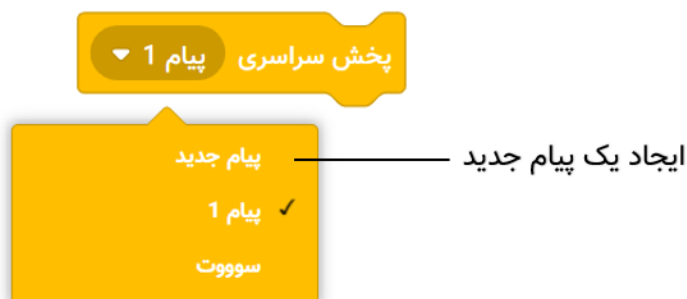 پخش سراسری پیام 1
پیام جدید
ایجاد یک پیام جدید
پیام 1
سوووت